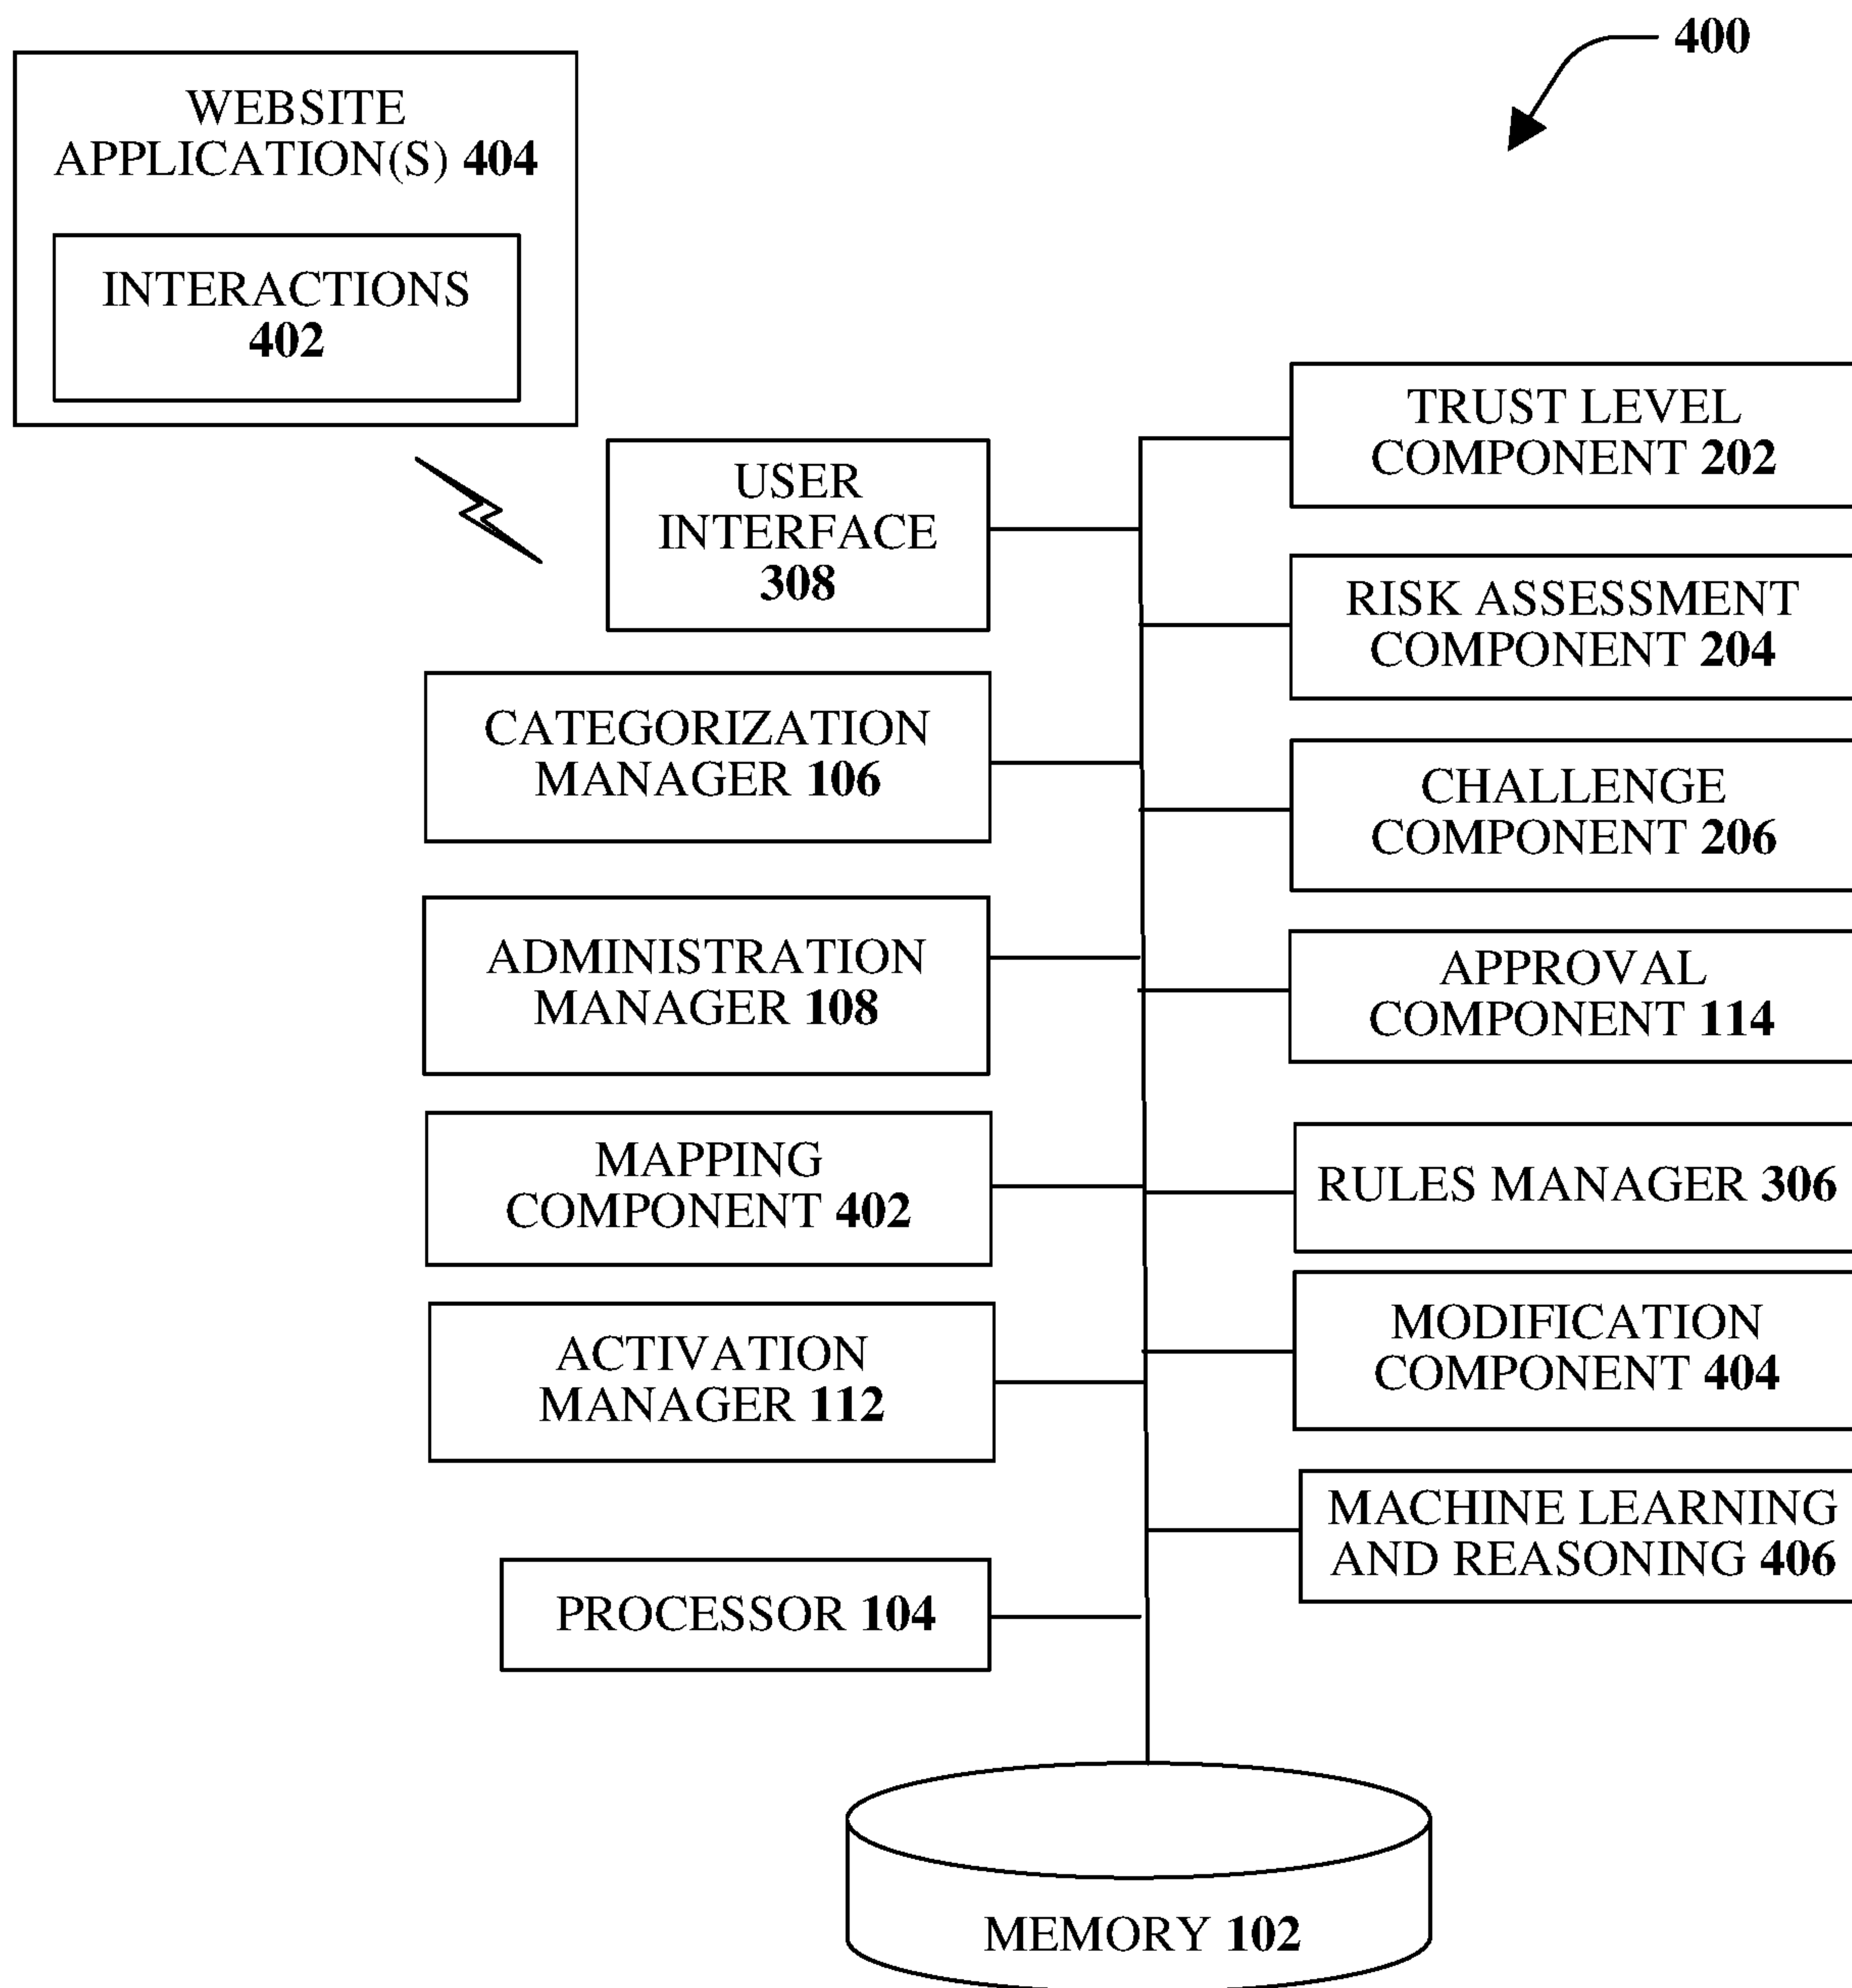 400
WEBSITE
APPLICATION(S) 404
INTERACTIONS
402
USER
INTERFACE
308
CATEGORIZATION
MANAGER 106
ADMINISTRATION
MANAGER 108
MAPPING
COMPONENT 402
ACTIVATION
MANAGER 112
PROCESSOR 104
TRUST LEVEL
COMPONENT 202
RISK ASSESSMENT
COMPONENT 204
CHALLENGE
COMPONENT 206
APPROVAL
COMPONENT 114
RULES MANAGER 306
MODIFICATION
COMPONENT 404
MACHINE LEARNING
AND REASONING 406
MEMORY 102